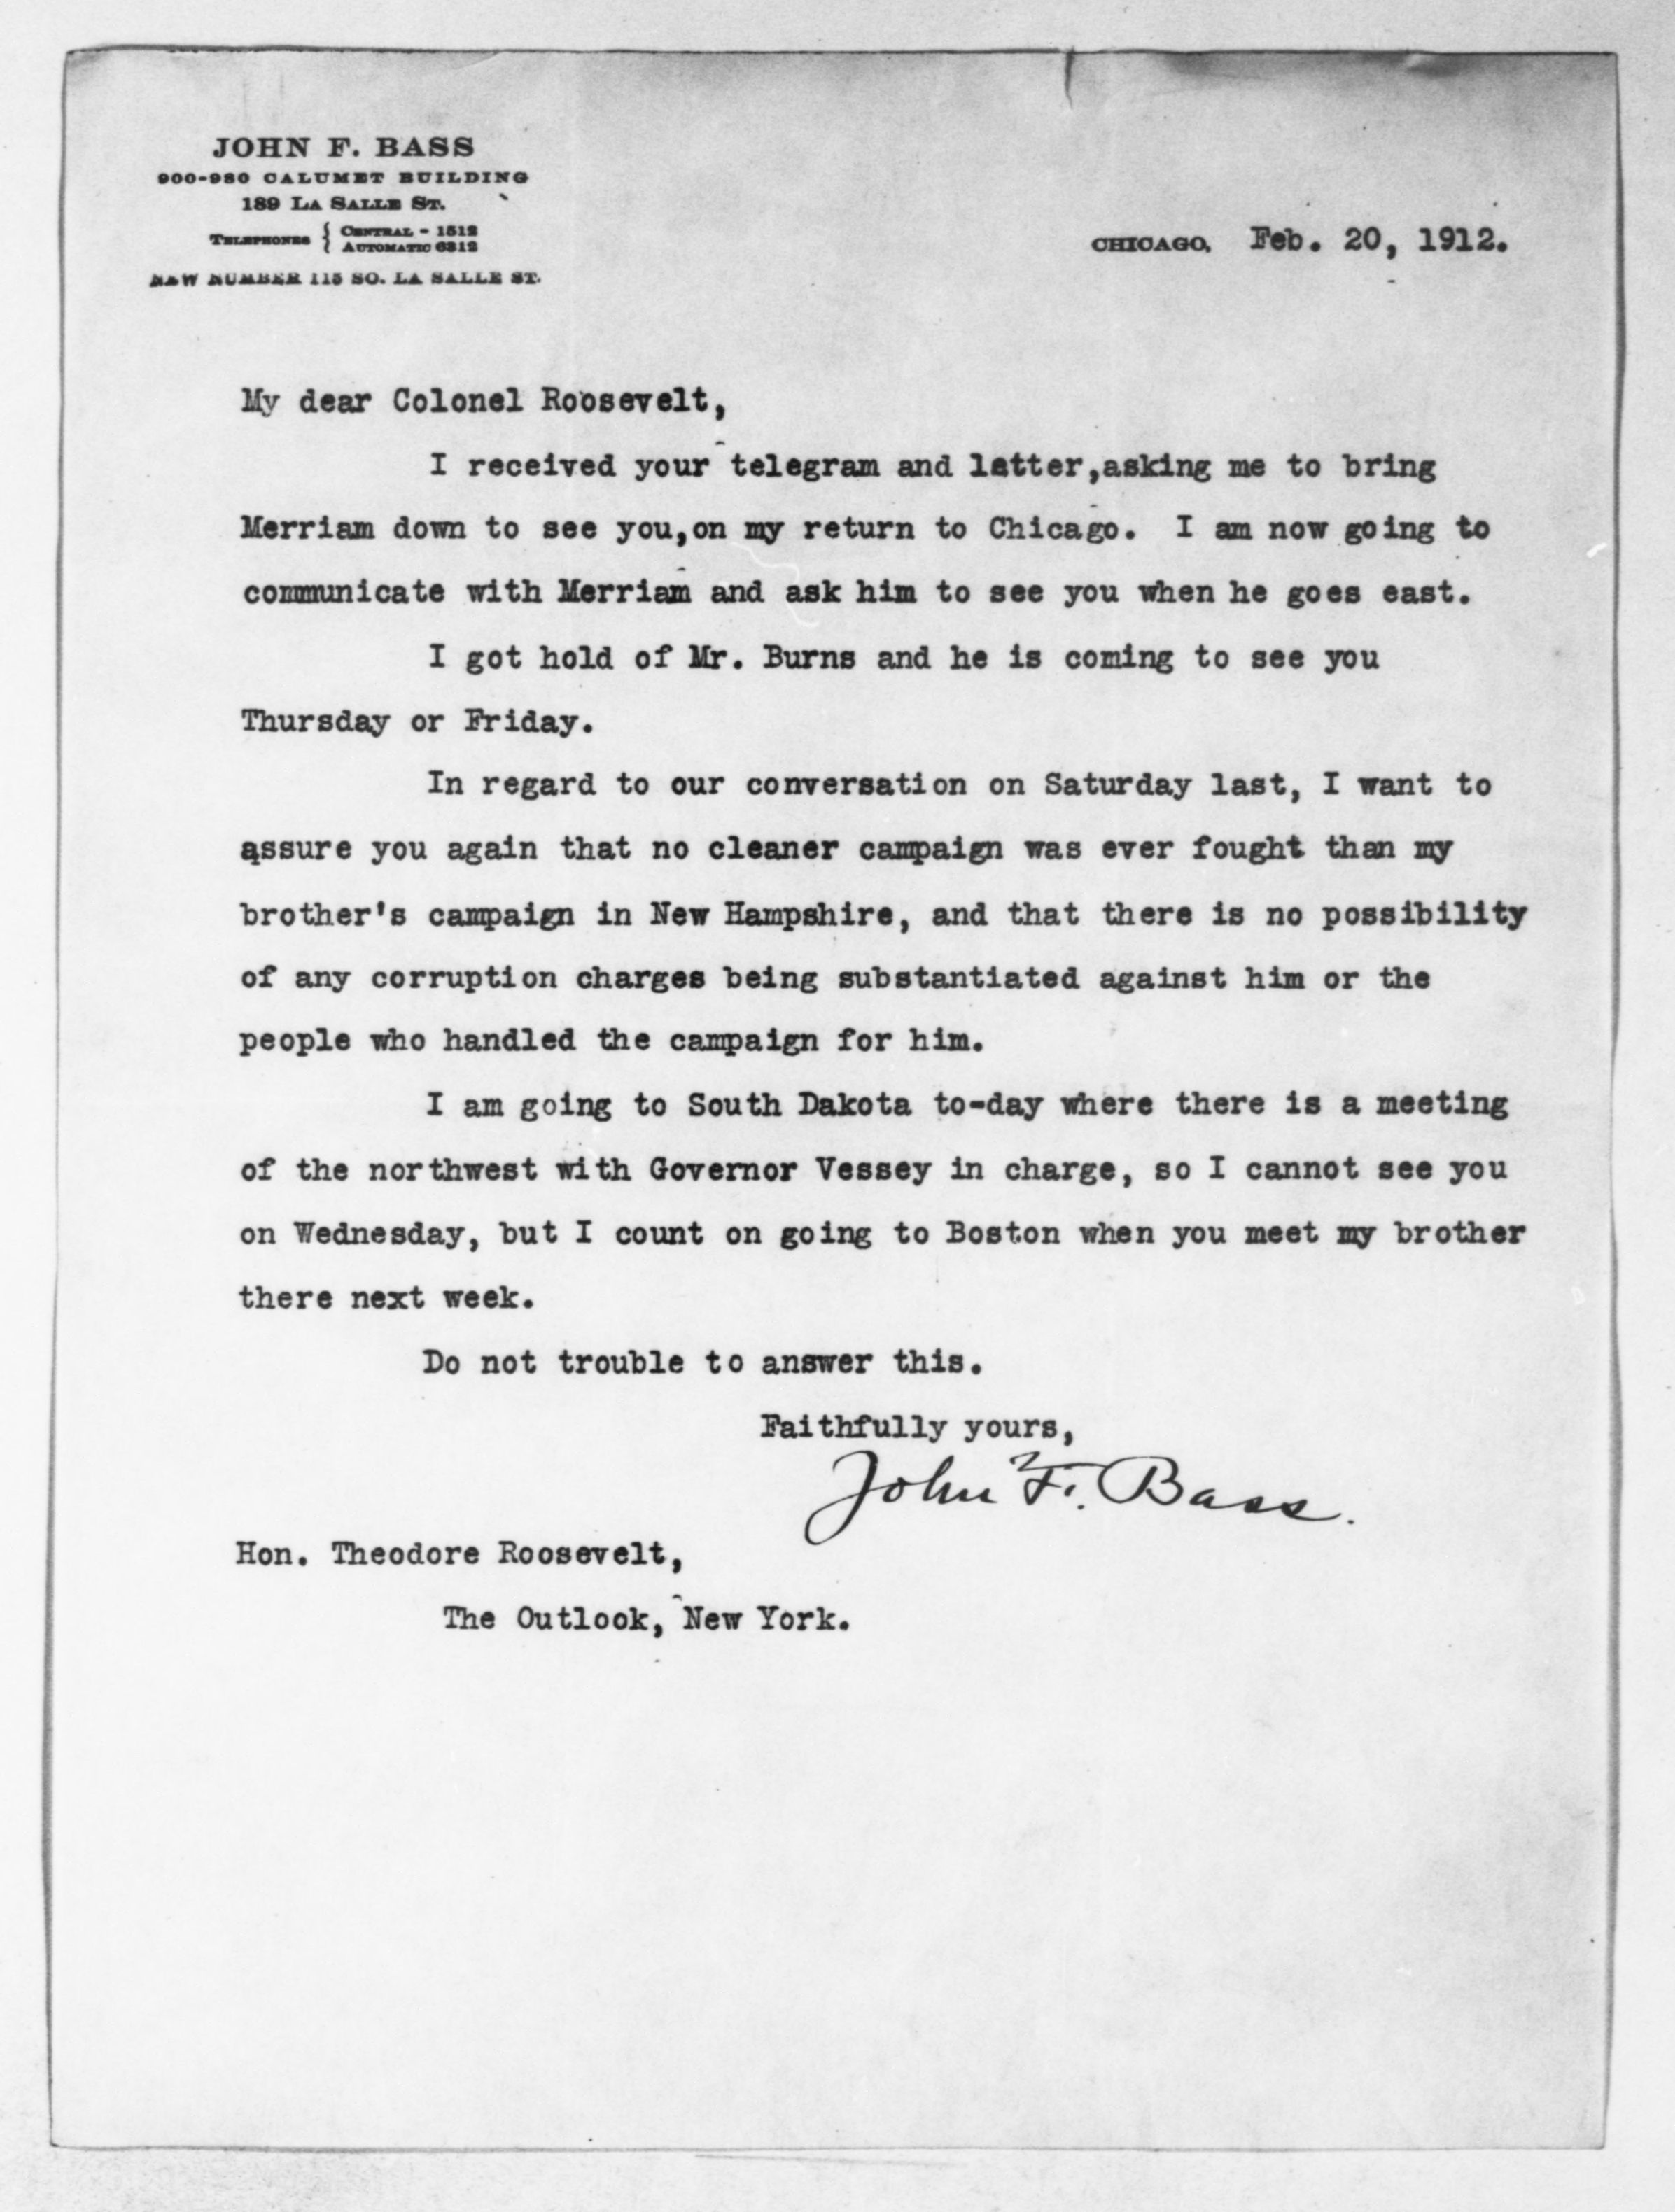 JOHN F. BASS
900-980 CALUMET BUILDING
189 LA SALLE ST.
TELEPHONES { CENTRAL - 1512
AUTOMATIC 6312
NEW NUMBER 115 SO. LA SALLE ST.
CHICAGO, Feb. 20, 1912.
My dear Colonel Roosevelt,
I received your telegram and letter,asking me to bring
Merriam down to see you,on my return to Chicago. I am now going to
communicate with Merriam and ask him to see you when he goes east.
I got hold of Mr. Burns and he is coming to see you
Thursday or Friday.
In regard to our conversation on Saturday last, I want to
assure you again that no cleaner campaign was ever fought than my
brother's campaign in New Hampshire, and that there is no possibility
of any corruption charges being substantiated against him or the
people who handled the campaign for him.
I am going to South Dakota to-day where there is a meeting
of the northwest with Governor Vessey in charge, so I cannot see you
on Wednesday, but I count on going to Boston when you meet my brother
there next week.
Do not trouble to answer this.
Faithfully yours,
John F. Bass.
Hon. Theodore Roosevelt,
The Outlook, New York.